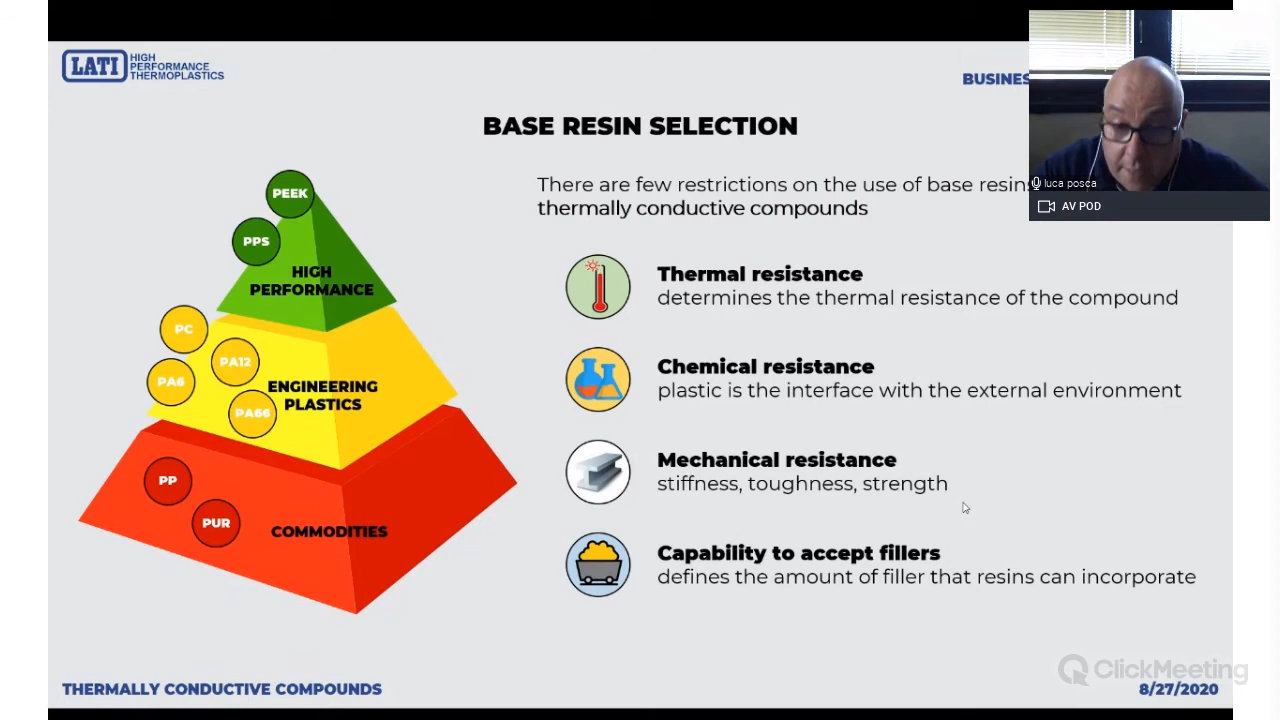 LATI
HIGH
PERFORMANCE
THERMOPLASTICS
BUSINES
BASE RESIN SELECTION
There are few restrictions on the use of base resins
thermally conductive compounds
luca posca
AV POD
PEEK
PPS
HIGH
PERFORMANCE
PC
PA12
PA6
ENGINEERING
PLASTICS
PA66
PP
PUR
COMMODITIES
Thermal resistance
determines the thermal resistance of the compound
Chemical resistance
plastic is the interface with the external environment
Mechanical resistance
stiffness, toughness, strength
Capability to accept fillers
defines the amount of filler that resins can incorporate
ClickMeeting
THERMALLY CONDUCTIVE COMPOUNDS
8/27/2020